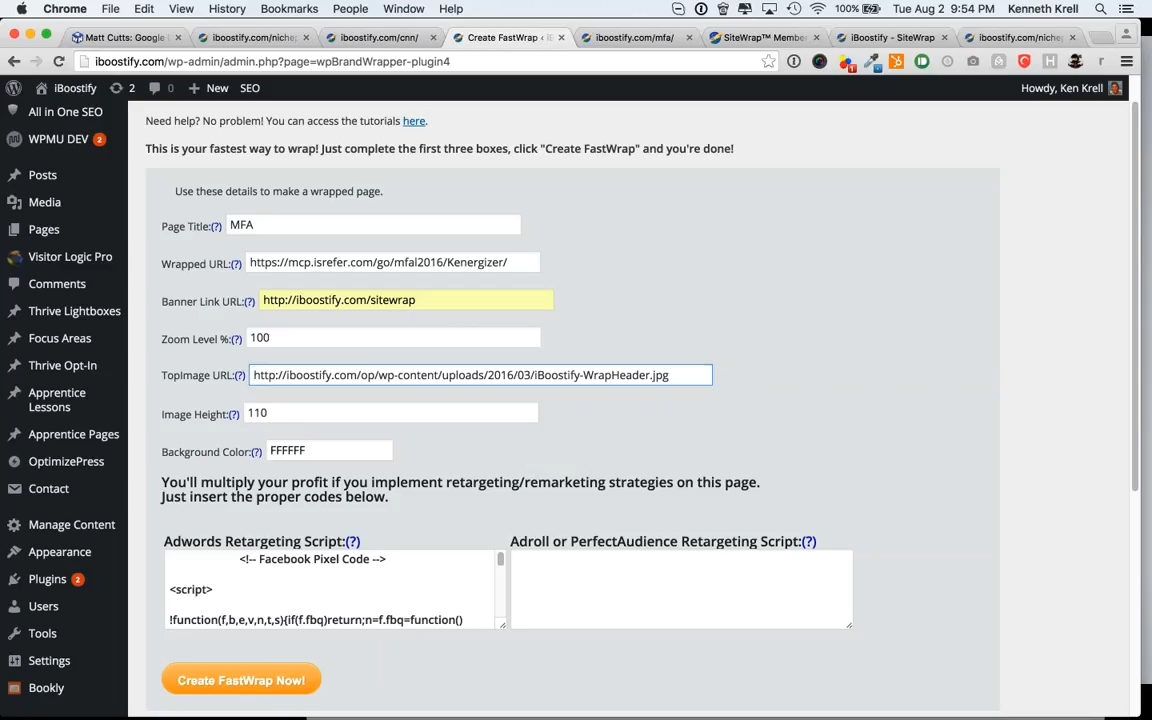 Chrome File Edit View History Bookmarks People Window Help 100% Tue Aug 2 9:54 PM Kenneth Krell
Matt Cutts: Google iboostify.com/niche iboostify.com/cnn/ Create FastWrap ‹ iB iboostify.com/mfa/ SiteWrap™ Member iBoostify - SiteWrap iboostify.com/niche
iboostify.com/wp-admin/admin.php?page=wpBrandWrapper-plugin4
iBoostify 2 0 New SEO Howdy, Ken Krell
All in One SEO
WPMU DEV 2
Posts
Media
Pages
Visitor Logic Pro
Comments
Thrive Lightboxes
Focus Areas
Thrive Opt-In
Apprentice
Lessons
Apprentice Pages
OptimizePress
Contact
Manage Content
Appearance
Plugins 2
Users
Tools
Settings
Bookly
Need help? No problem! You can access the tutorials here.
This is your fastest way to wrap! Just complete the first three boxes, click "Create FastWrap" and you're done!
Use these details to make a wrapped page.
Page Title:(?) MFA
Wrapped URL:(?) https://mcp.isrefer.com/go/mfal2016/Kenergizer/
Banner Link URL:(?) http://iboostify.com/sitewrap
Zoom Level %:(?) 100
TopImage URL:(?) http://iboostify.com/op/wp-content/uploads/2016/03/iBoostify-WrapHeader.jpg
Image Height:(?) 110
Background Color:(?) FFFFFF
You'll multiply your profit if you implement retargeting/remarketing strategies on this page.
Just insert the proper codes below.
Adwords Retargeting Script:(?) Adroll or PerfectAudience Retargeting Script:(?)
<!-- Facebook Pixel Code -->
<script>
!function(f,b,e,v,n,t,s){if(f.fbq)return;n=f.fbq=function()
Create FastWrap Now!